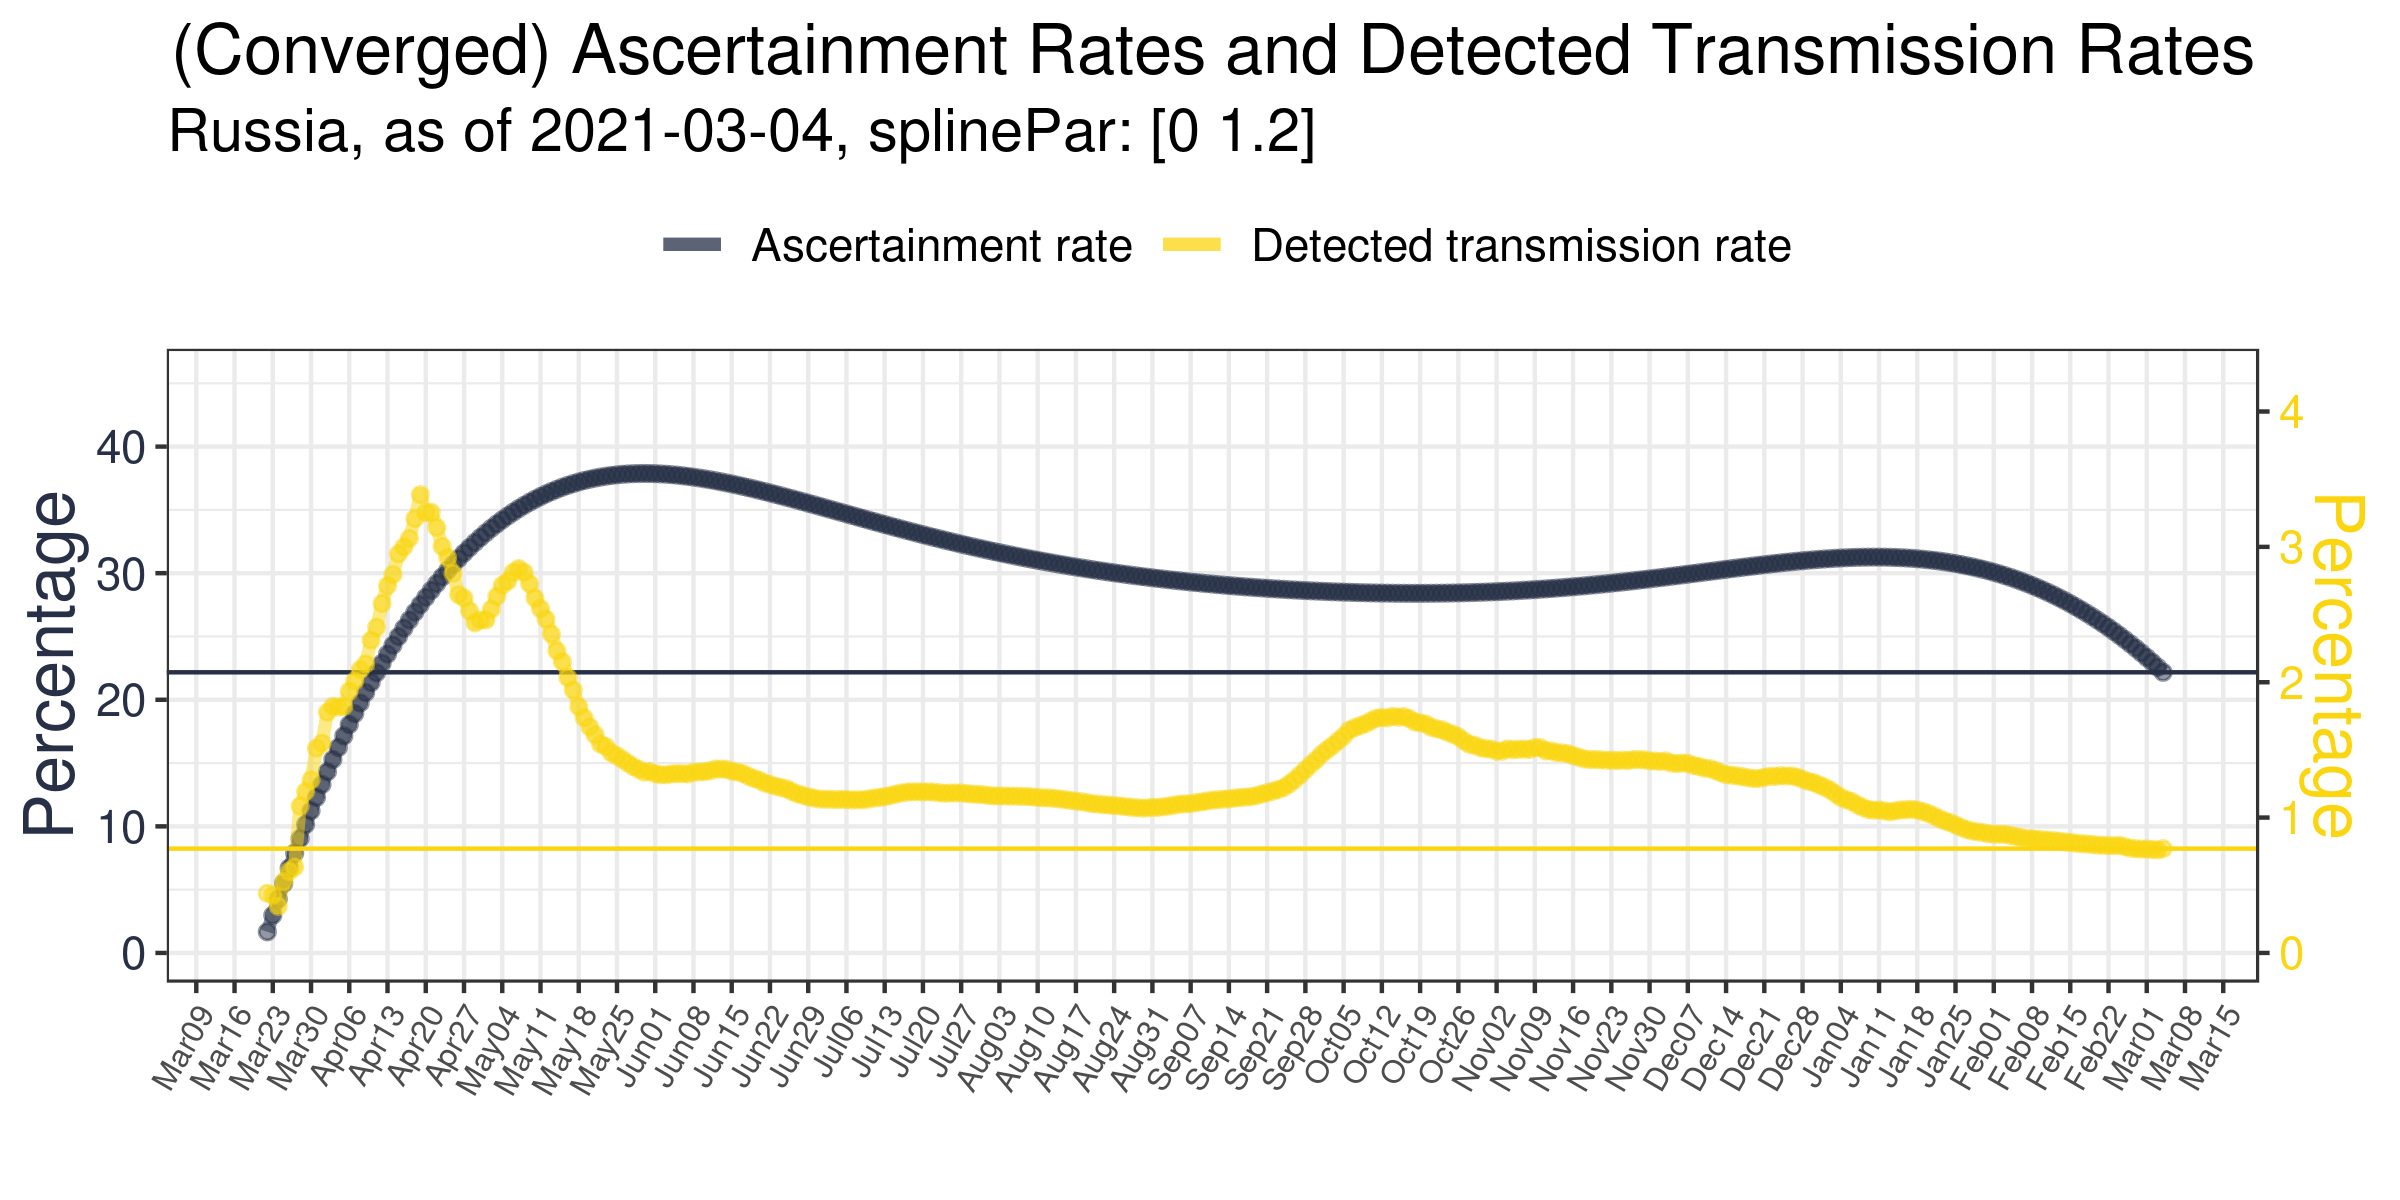 (Converged) Ascertainment Rates and Detected Transmission Rates
Russia, as of 2021-03-04, splinePar: [0 1.2]
Ascertainment rate Detected transmission rate
Percentage
40
30
20
10
0
4
3
2
1
0
Percentage
Mar09 Mar16 Mar23 Mar30 Apr06 Apr13 Apr20 Apr27 May04 May11 May18 May25 Jun01 Jun08 Jun15 Jun22 Jun29 Jul06 Jul13 Jul20 Jul27 Aug03 Aug10 Aug17 Aug24 Aug31 Sep07 Sep14 Sep21 Sep28 Oct05 Oct12 Oct19 Oct26 Nov02 Nov09 Nov16 Nov23 Nov30 Dec07 Dec14 Dec21 Dec28 Jan04 Jan11 Jan18 Jan25 Feb01 Feb08 Feb15 Feb22 Mar01 Mar08 Mar15